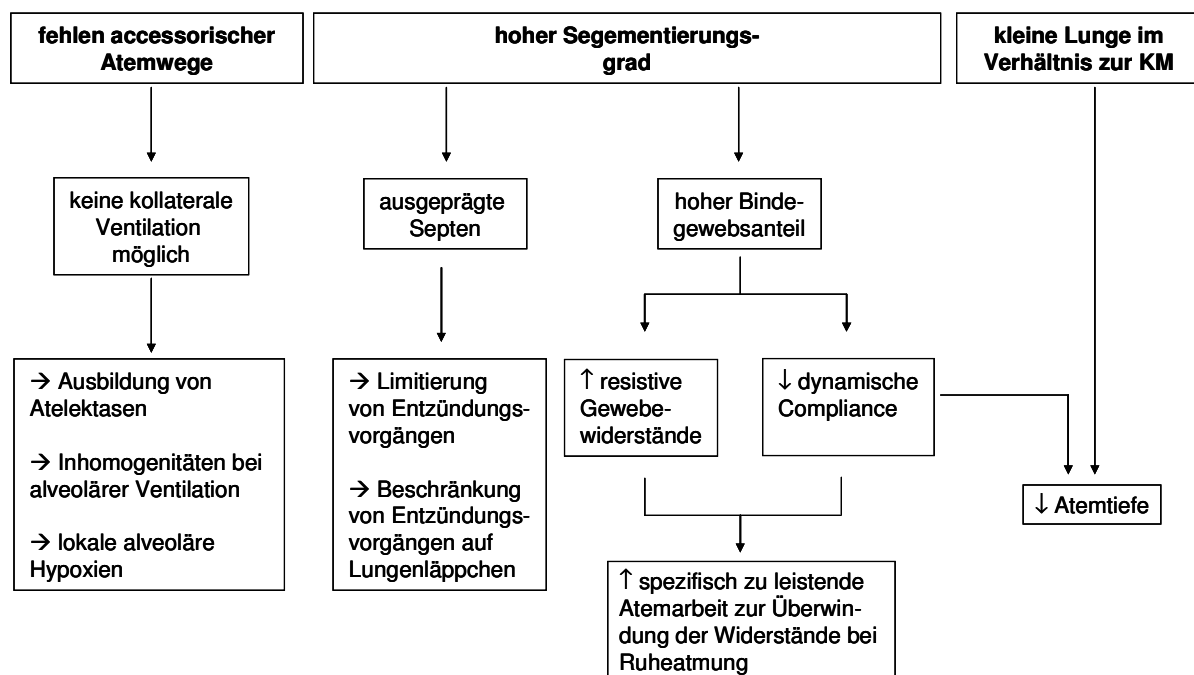 fehlen accessorischer
Atemwege
hoher Segementierungs-
grad
kleine Lunge im
Verhältnis zur KM
keine kollaterale
Ventilation
möglich
ausgeprägte
Septen
hoher Binde-
gewebsanteil
→ Ausbildung von
Atelektasen
→ Inhomogenitäten bei
alveolärer Ventilation
→ lokale alveoläre
Hypoxien
→ Limitierung
von Entzündungs-
vorgängen
→ Beschränkung
von Entzündungs-
vorgängen auf
Lungenläppchen
↑ resistive
Gewebe-
widerstände
↓ dynamische
Compliance
↓ Atemtiefe
↑ spezifisch zu leistende
Atemarbeit zur Überwin-
dung der Widerstände bei
Ruheatmung